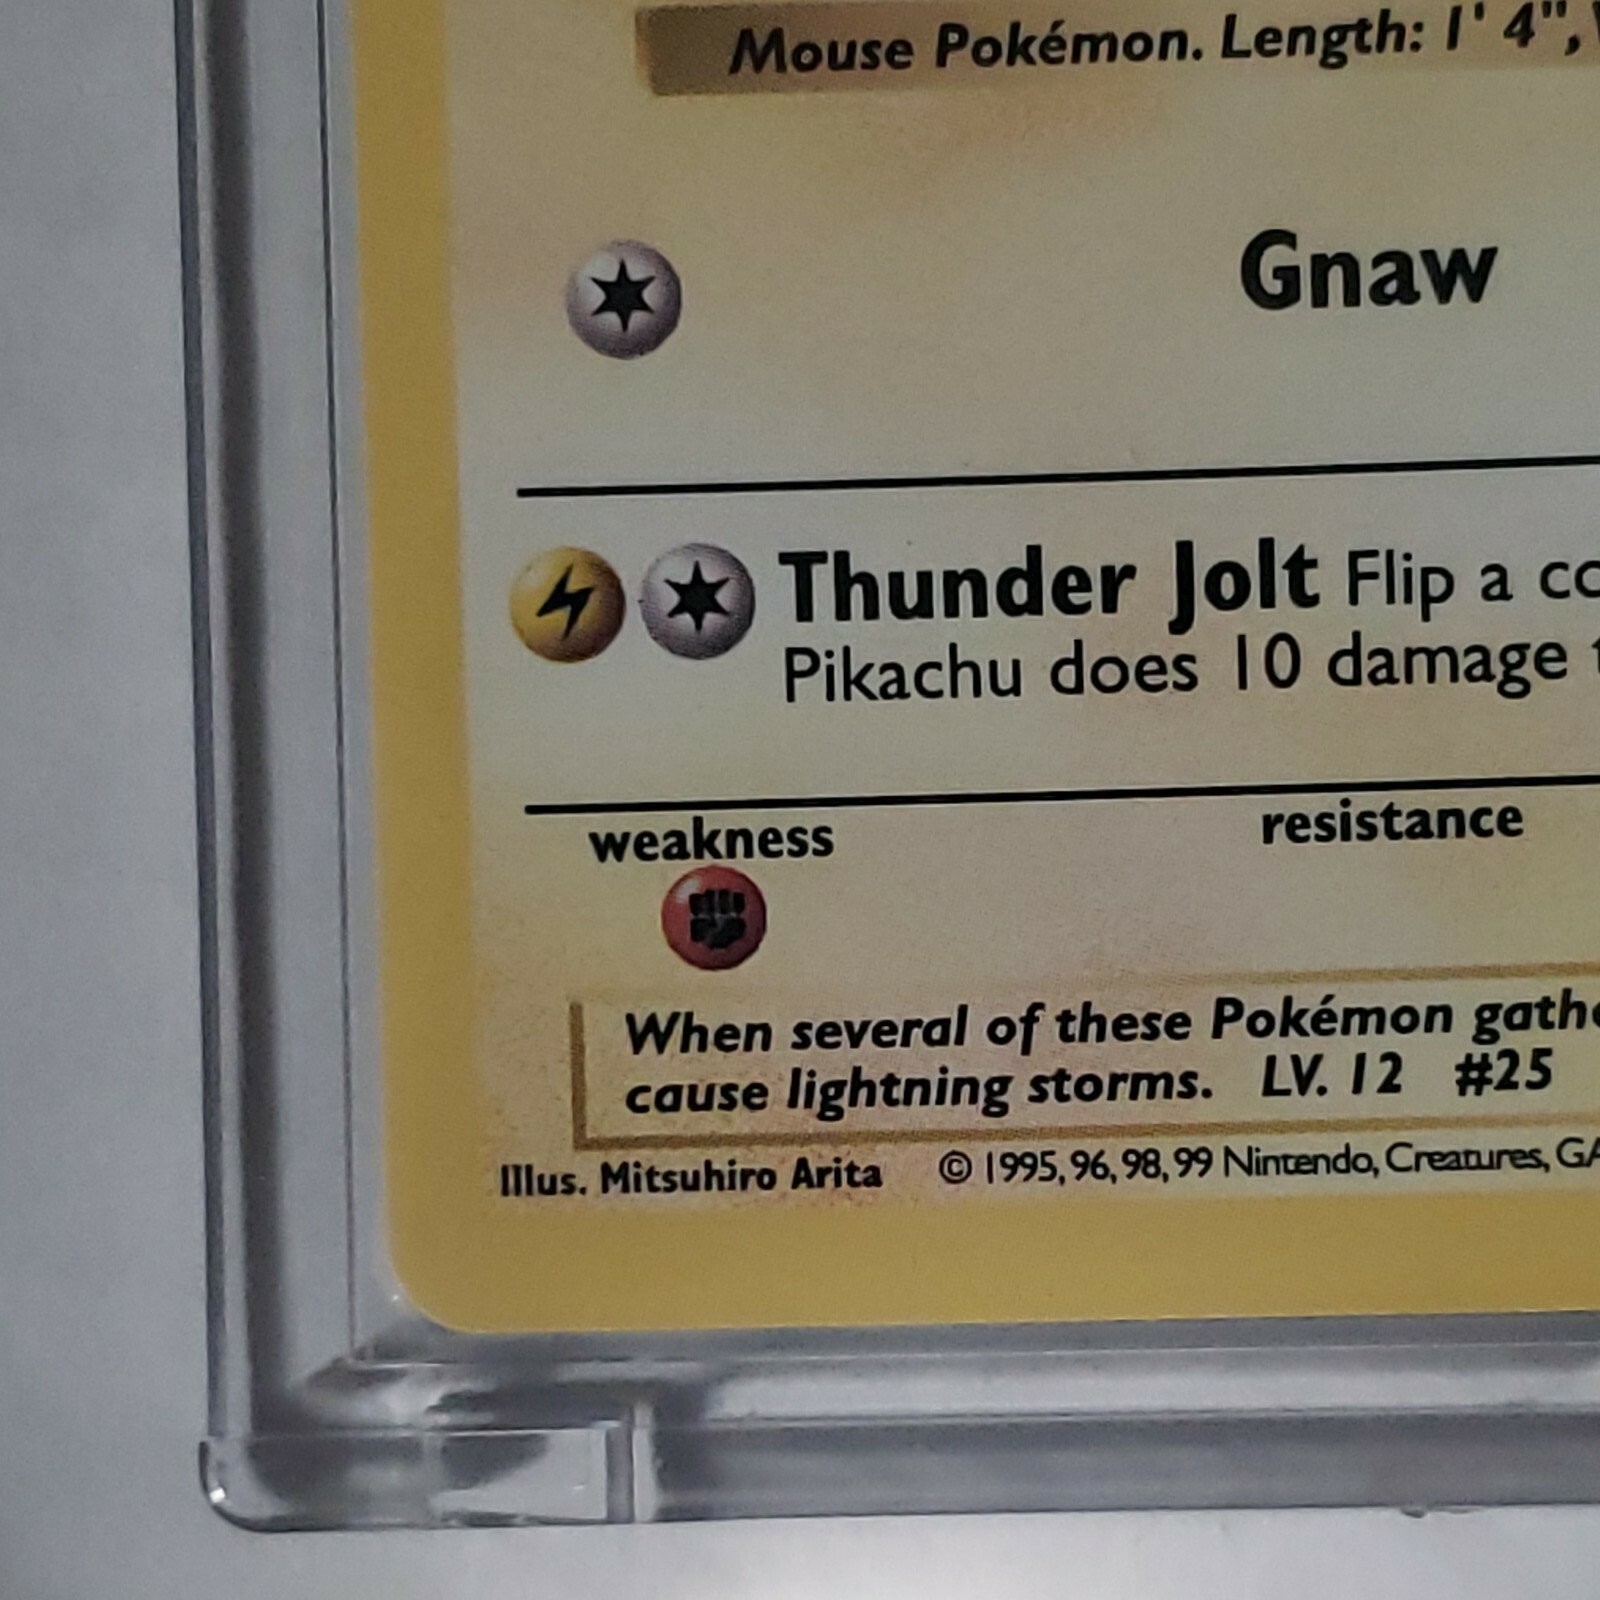 Mouse Pokémon. Length: 1' 4",
Gnaw
Thunder Jolt Flip a
Pikachu does 10 damage
weakness
resistance
When several of these Pokémon
cause lightning storms. LV. 12 #25
Illus. Mitsuhiro Arita © 1995, 96, 98, 99 Nintendo, Creatures,